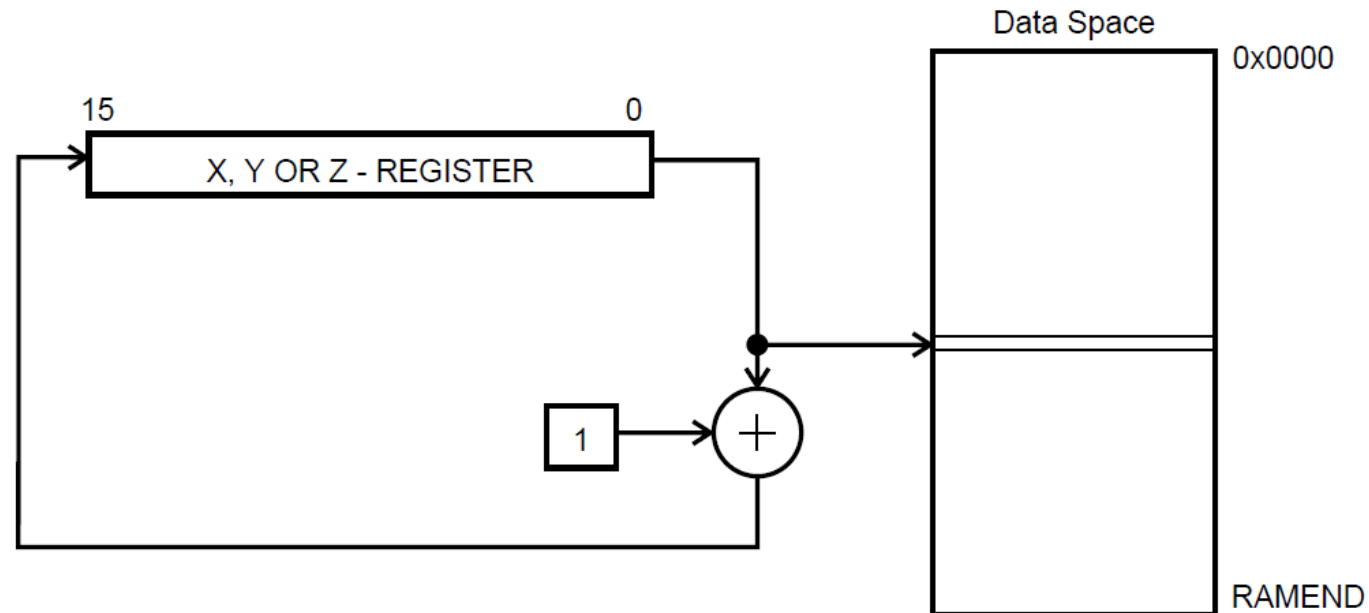 Data Space
0x0000
15 0
X, Y OR Z - REGISTER
1
+
RAMEND